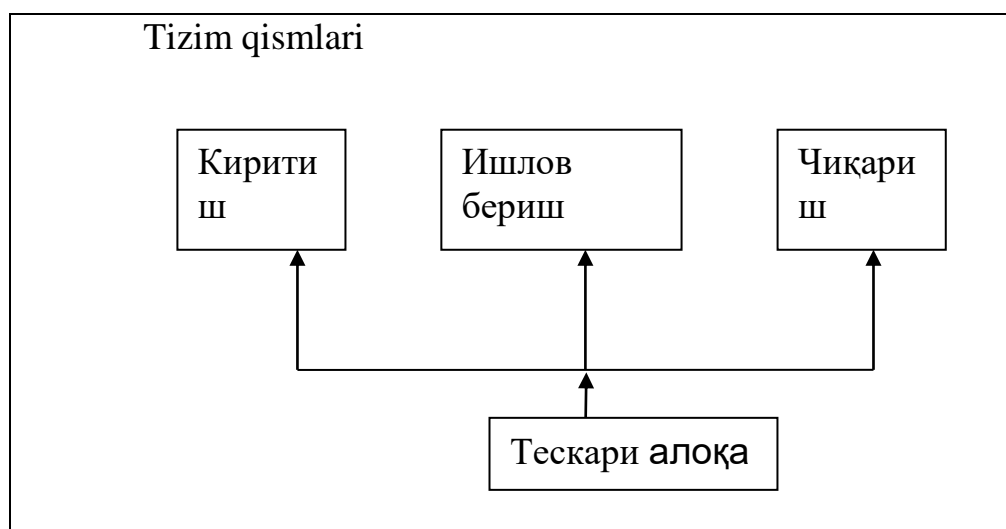 Tizim qismlari
Кирити
ш
Ишлов
бериш
Чиқари
ш
Тескари алоқа